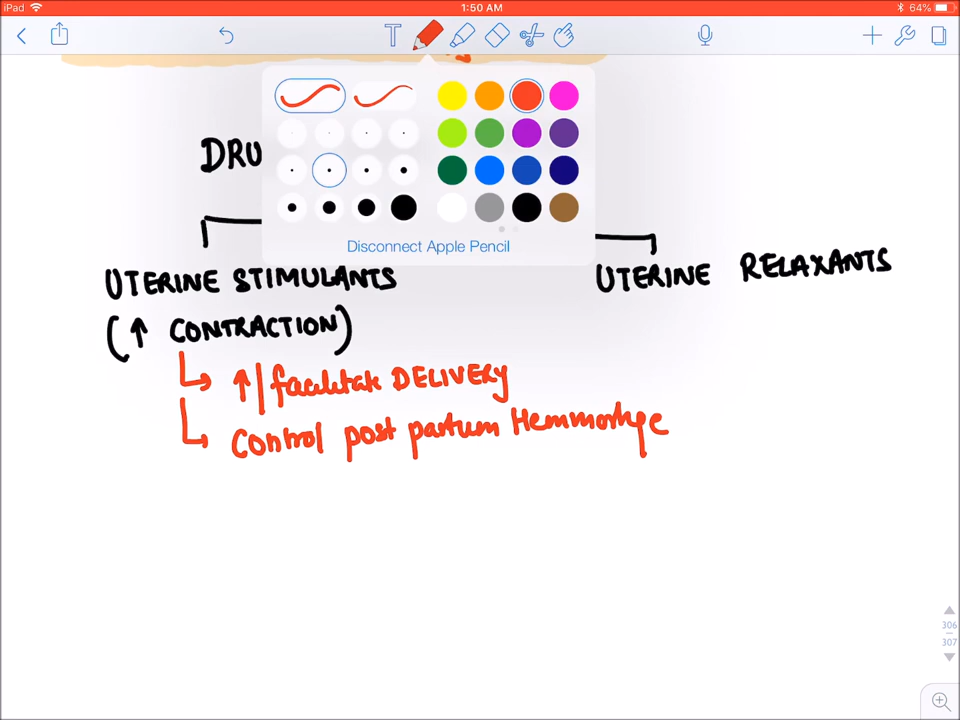 iPad 1:50 AM 64%
T
Disconnect Apple Pencil
DRU
UTERINE STIMULANTS UTERINE RELAXANTS
(↑ CONTRACTION)
↳ ↑/facilitate DELIVERY
↳ Control post partum Hemmorhge
306
307